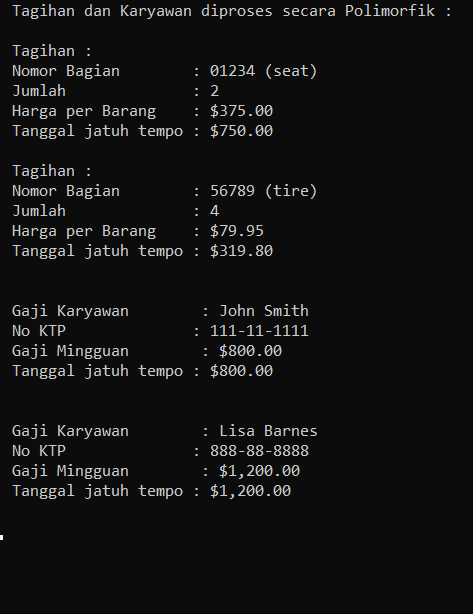 Tagihan dan Karyawan diproses secara Polimorfik :
Tagihan :
Nomor Bagian : 01234 (seat)
Jumlah : 2
Harga per Barang : $375.00
Tanggal jatuh tempo : $750.00
Tagihan :
Nomor Bagian : 56789 (tire)
Jumlah : 4
Harga per Barang : $79.95
Tanggal jatuh tempo : $319.80
Gaji Karyawan : John Smith
No KTP : 111-11-1111
Gaji Mingguan : $800.00
Tanggal jatuh tempo : $800.00
Gaji Karyawan : Lisa Barnes
No KTP : 888-88-8888
Gaji Mingguan : $1,200.00
Tanggal jatuh tempo : $1,200.00